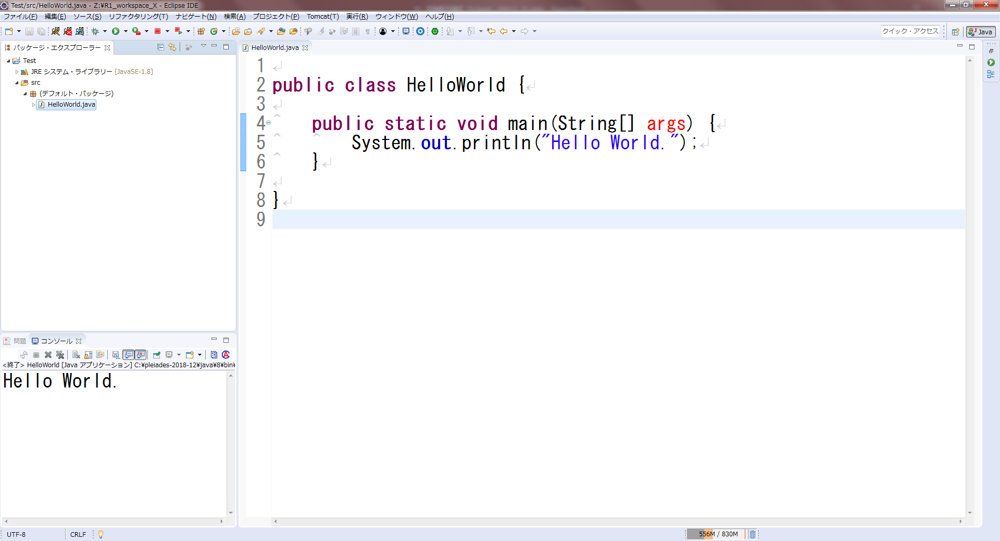 Test/src/HelloWorld.java - Z:¥R1_workspace_X - Eclipse IDE
ファイル(F) 編集(E) ソース(S) リファクタリング(T) ナビゲート(N) 検索(A) プロジェクト(P) Tomcat(T) 実行(R) ウィンドウ(W) ヘルプ(H)
クイック・アクセス
Java
パッケージ・エクスプローラー
Test
JRE システム・ライブラリー [JavaSE-1.8]
src
(デフォルト・パッケージ)
HelloWorld.java
HelloWorld.java
1
2 public class HelloWorld {
3
4 public static void main(String[] args) {
5 System.out.println("Hello World.");
6 }
7
8 }
9
問題 コンソール
<終了> HelloWorld [Java アプリケーション] C:¥pleiades-2018-12¥java¥8¥bin¥
Hello World.
UTF-8 CRLF 556M / 830M